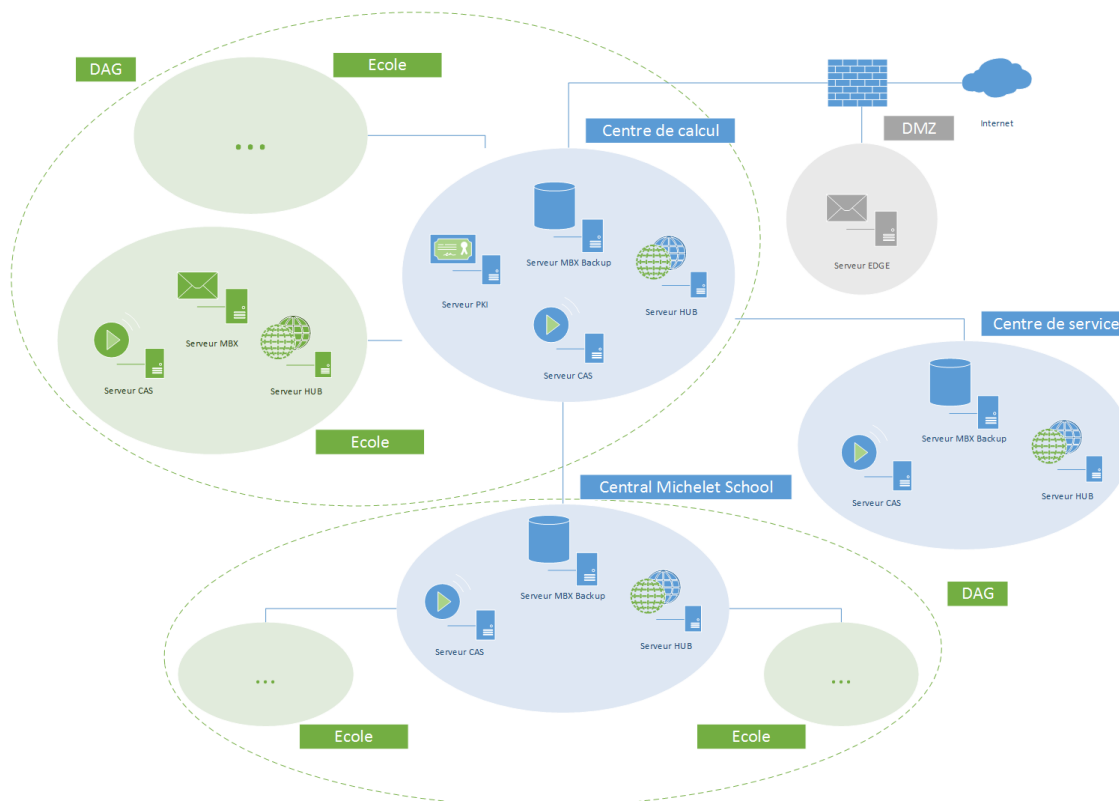 Ecole
DAG
...
Centre de calcul
Internet
DMZ
Serveur EDGE
Serveur MBX Backup
Serveur PKI
Serveur HUB
Serveur CAS
Serveur MBX
Serveur CAS
Serveur HUB
Ecole
Centre de service
Serveur MBX Backup
Serveur CAS
Serveur HUB
Central Michelet School
Serveur MBX Backup
Serveur CAS
Serveur HUB
DAG
...
...
Ecole
Ecole